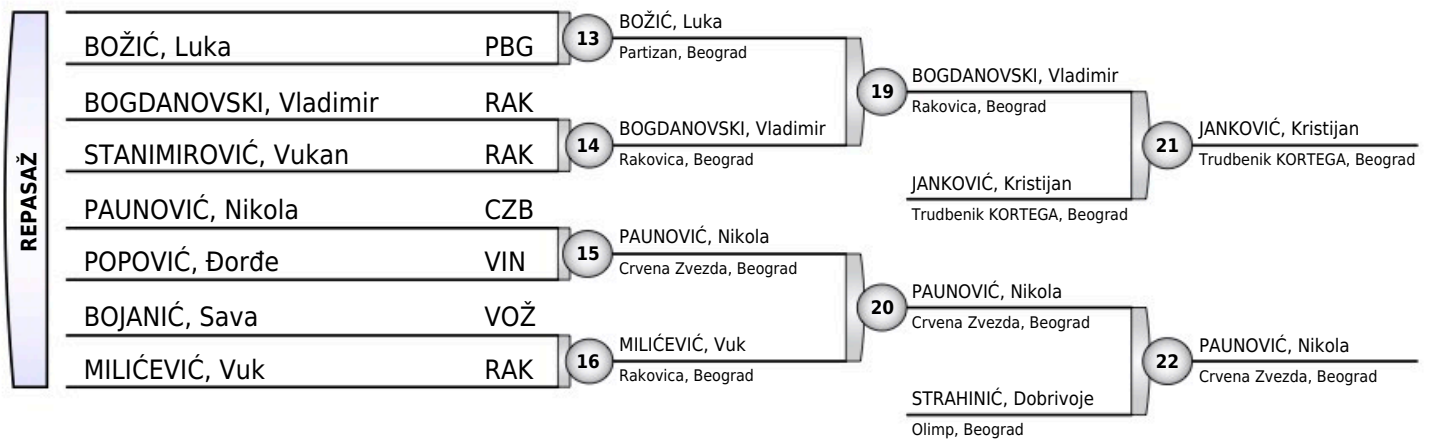 REPASAŽ
BOŽIĆ, Luka PBG
BOGDANOVSKI, Vladimir RAK
STANIMIROVIĆ, Vukan RAK
PAUNOVIĆ, Nikola CZB
POPOVIĆ, Đorđe VIN
BOJANIĆ, Sava VOŽ
MILIĆEVIĆ, Vuk RAK
13
BOŽIĆ, Luka
Partizan, Beograd
14
BOGDANOVSKI, Vladimir
Rakovica, Beograd
15
PAUNOVIĆ, Nikola
Crvena Zvezda, Beograd
16
MILIĆEVIĆ, Vuk
Rakovica, Beograd
19
BOGDANOVSKI, Vladimir
Rakovica, Beograd
JANKOVIĆ, Kristijan
Trudbenik KORTEGA, Beograd
20
PAUNOVIĆ, Nikola
Crvena Zvezda, Beograd
STRAHINIĆ, Dobrivoje
Olimp, Beograd
21
JANKOVIĆ, Kristijan
Trudbenik KORTEGA, Beograd
22
PAUNOVIĆ, Nikola
Crvena Zvezda, Beograd